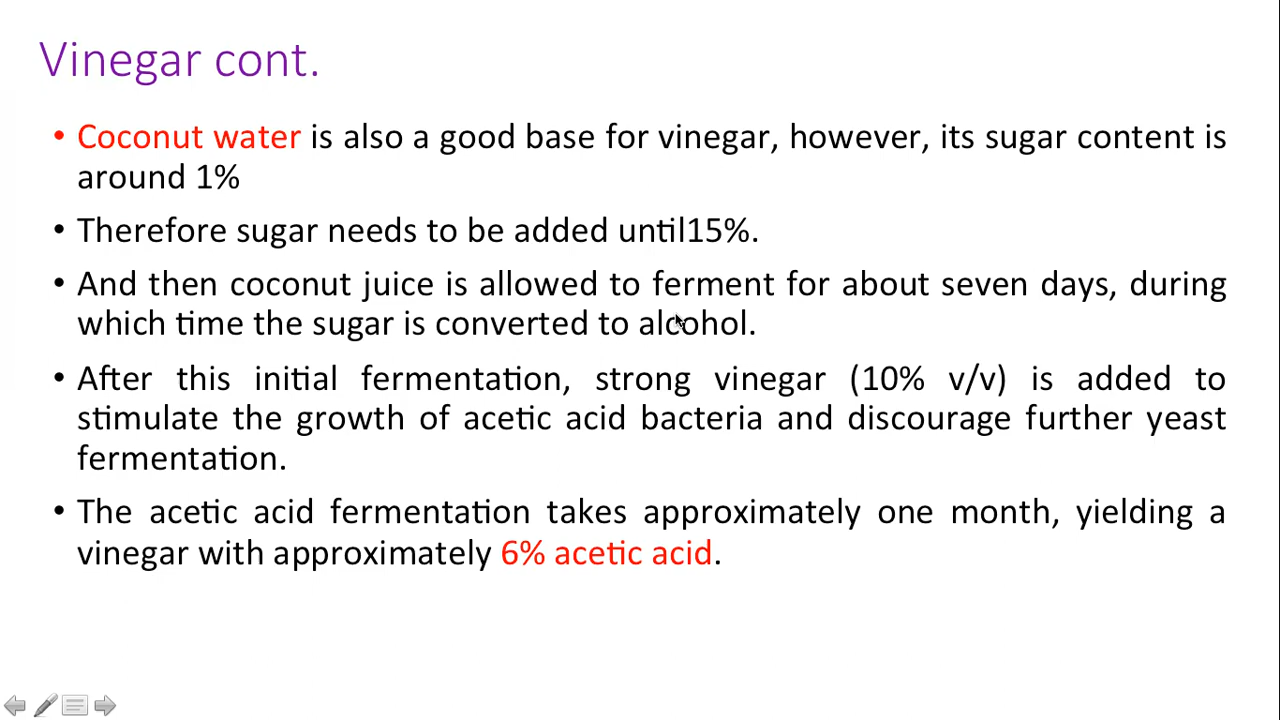 Vinegar cont.
• Coconut water is also a good base for vinegar, however, its sugar content is
around 1%
• Therefore sugar needs to be added until15%.
• And then coconut juice is allowed to ferment for about seven days, during
which time the sugar is converted to alcohol.
• After this initial fermentation, strong vinegar (10% v/v) is added to
stimulate the growth of acetic acid bacteria and discourage further yeast
fermentation.
• The acetic acid fermentation takes approximately one month, yielding a
vinegar with approximately 6% acetic acid.